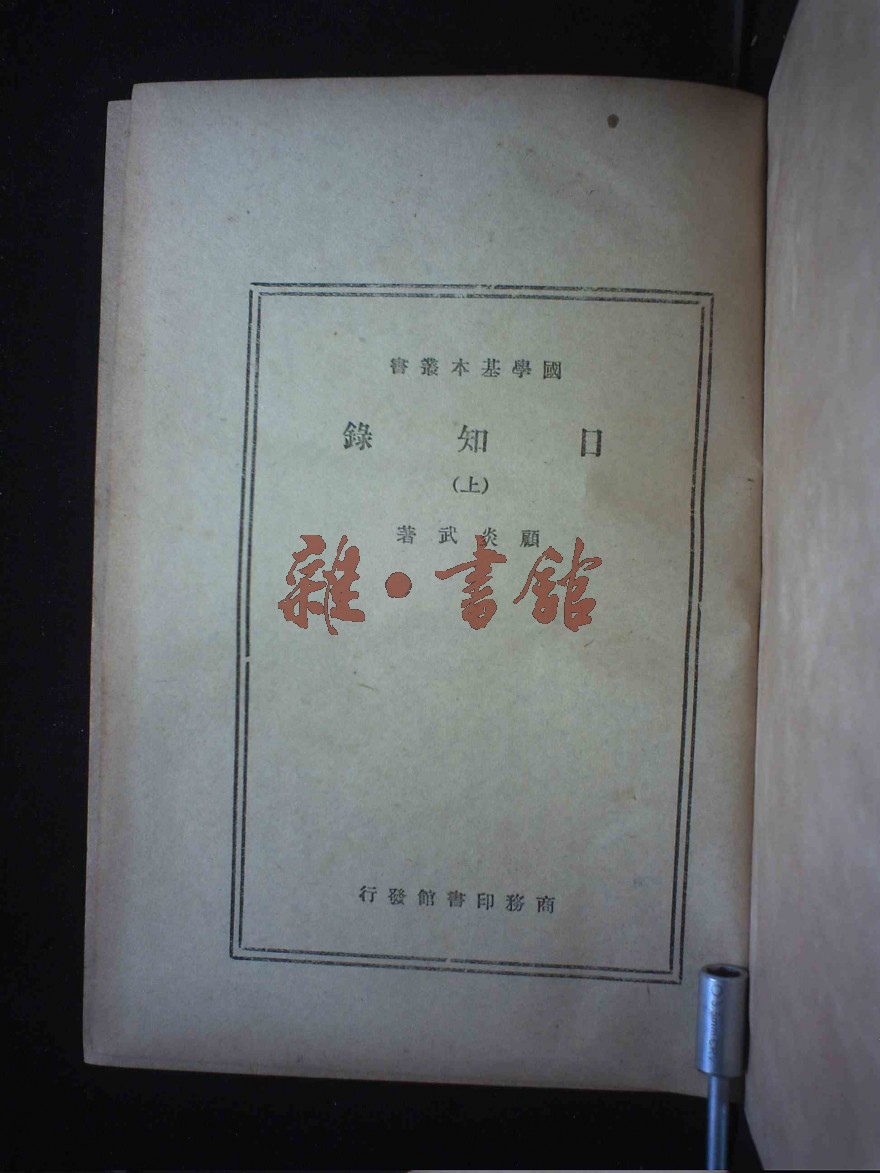 國學基本叢書
日知錄
（上）
顧炎武著
雜·書館
商務印書館發行